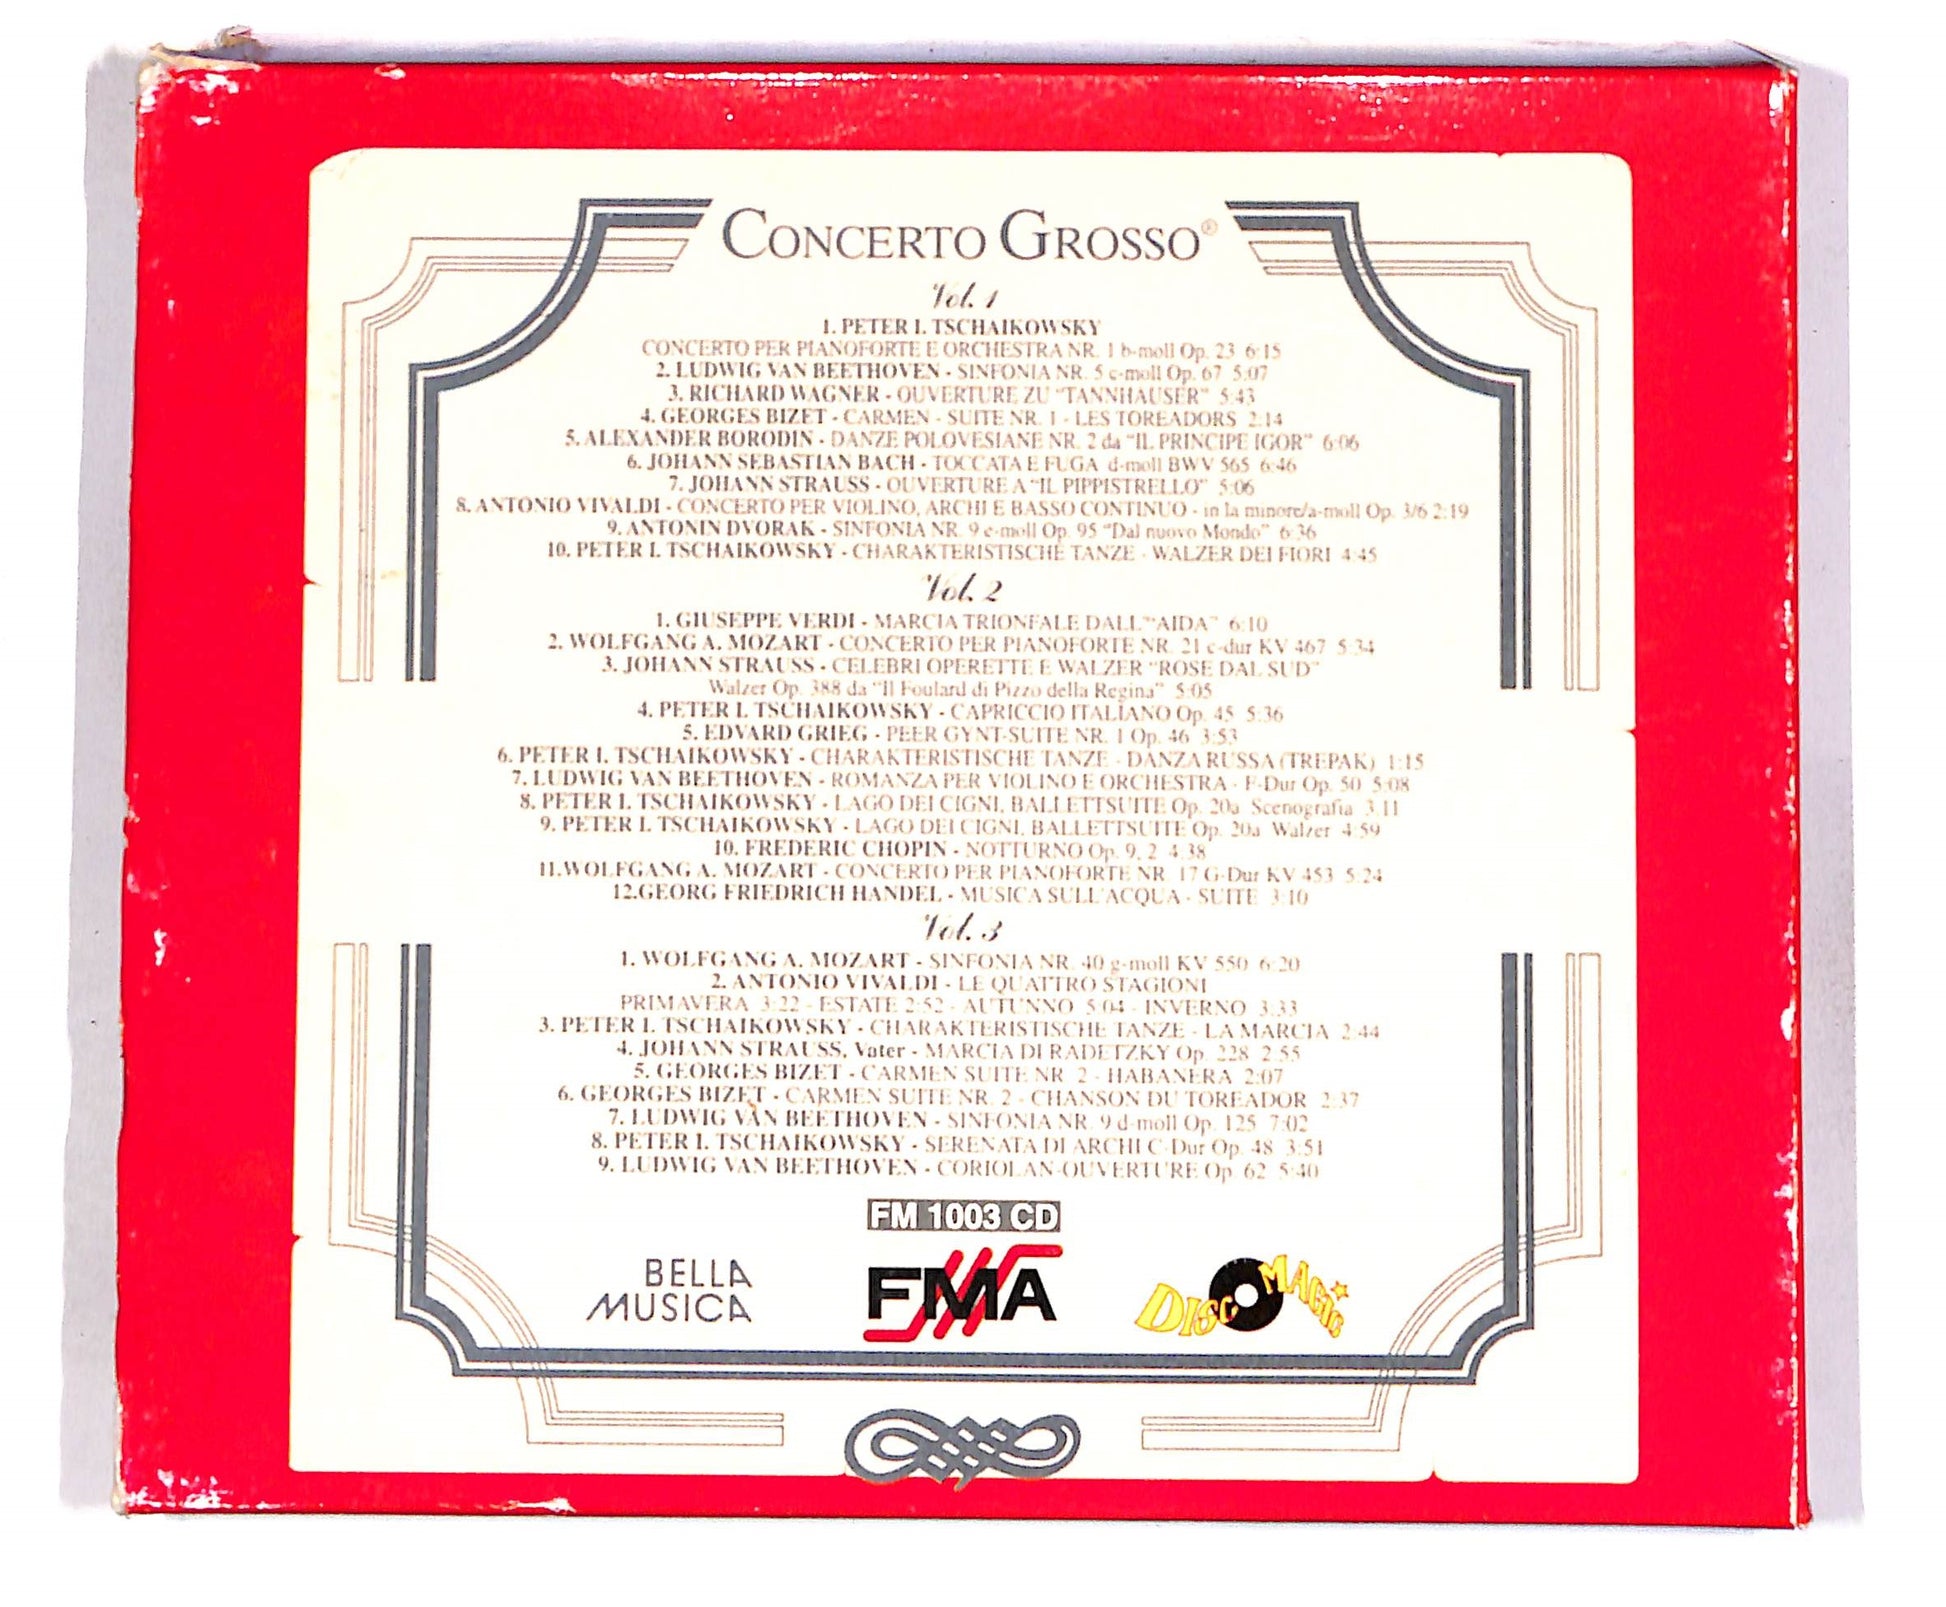 CONCERTO GROSSO®
Vol. 1
1. PETER I. TSCHAIKOWSKY
CONCERTO PER PIANOFORTE E ORCHESTRA NR. 1 b-moll Op. 23 6:15
2. LUDWIG VAN BEETHOVEN - SINFONIA NR. 5 c-moll Op. 67 5:07
3. RICHARD WAGNER - OUVERTURE ZU "TANNHAUSER" 5:43
4. GEORGES BIZET - CARMEN - SUITE NR. 1 - LES TOREADORS 2:14
5. ALEXANDER BORODIN - DANZE POLOVESIANE NR. 2 da "IL PRINCIPE IGOR" 6:06
6. JOHANN SEBASTIAN BACH - TOCCATA E FUGA d-moll BWV 565 6:46
7. JOHANN STRAUSS - OUVERTURE A "IL PIPPISTRELLO" 5:06
8. ANTONIO VIVALDI - CONCERTO PER VIOLINO, ARCHI E BASSO CONTINUO - in la minore/a-moll Op. 3/6 2:19
9. ANTONIN DVORAK - SINFONIA NR. 9 e-moll Op. 95 "Dal nuovo Mondo" 6:36
10. PETER I. TSCHAIKOWSKY - CHARAKTERISTISCHE TANZE - WALZER DEI FIORI 4:45
Vol. 2
1. GIUSEPPE VERDI - MARCIA TRIONFALE DALL'"AIDA" 6:10
2. WOLFGANG A. MOZART - CONCERTO PER PIANOFORTE NR. 21 c-dur KV 467 5:34
3. JOHANN STRAUSS - CELEBRI OPERETTE E WALZER "ROSE DAL SUD"
Walzer Op. 388 da "Il Foulard di Pizzo della Regina" 5:05
4. PETER I. TSCHAIKOWSKY - CAPRICCIO ITALIANO Op. 45 5:36
5. EDVARD GRIEG - PEER GYNT-SUITE NR. 1 Op. 46 3:53
6. PETER I. TSCHAIKOWSKY - CHARAKTERISTISCHE TANZE - DANZA RUSSA (TREPAK) 1:15
7. LUDWIG VAN BEETHOVEN - ROMANZA PER VIOLINO E ORCHESTRA - F-Dur Op. 50 5:08
8. PETER I. TSCHAIKOWSKY - LAGO DEI CIGNI, BALLETTSUITE Op. 20a Scenografia 3,11
9. PETER I. TSCHAIKOWSKY - LAGO DEI CIGNI, BALLETTSUITE Op. 20a Walzer 4:59
10. FREDERIC CHOPIN - NOTTURNO Op. 9, 2 4:38
11.WOLFGANG A. MOZART - CONCERTO PER PIANOFORTE NR. 17 G-Dur KV 453 5:24
12.GEORG FRIEDRICH HANDEL - MUSICA SULL'ACQUA - SUITE 3:10
Vol. 3
1. WOLFGANG A. MOZART - SINFONIA NR. 40 g-moll KV 550 6:20
2. ANTONIO VIVALDI - LE QUATTRO STAGIONI
PRIMAVERA 3:22 - ESTATE 2:52 - AUTUNNO 5:04 - INVERNO 3:33
3. PETER I. TSCHAIKOWSKY - CHARAKTERISTISCHE TANZE - LA MARCIA 2:44
4. JOHANN STRAUSS, Vater - MARCIA DI RADETZKY Op. 228 2:55
5. GEORGES BIZET - CARMEN SUITE NR. 2 - HABANERA 2:07
6. GEORGES BIZET - CARMEN SUITE NR. 2 - CHANSON DU TOREADOR 2:37
7. LUDWIG VAN BEETHOVEN - SINFONIA NR. 9 d-moll Op. 125 7:02
8. PETER I. TSCHAIKOWSKY - SERENATA DI ARCHI C-Dur Op. 48 3:51
9. LUDWIG VAN BEETHOVEN - CORIOLAN-OUVERTURE Op. 62 5:40
FM 1003 CD
BELLA
MUSICA
FMA
DISCO MAGIC